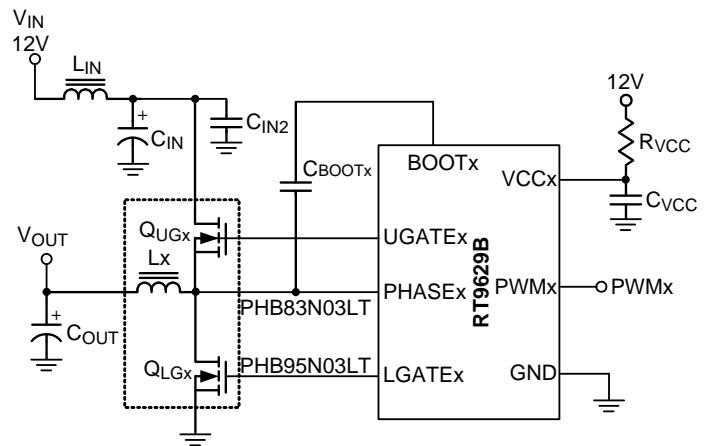 VIN
12V
LIN
CIN
CIN2
CBOOTx
BOOTx
12V
RVCC
VCCx
CVCC
QUGx
UGATEx
VOUT
Lx
PHASEx
PHB83N03LT
RT9629B
PWMx
PWMx
COUT
QLGx
PHB95N03LT
LGATEx
GND
+
+